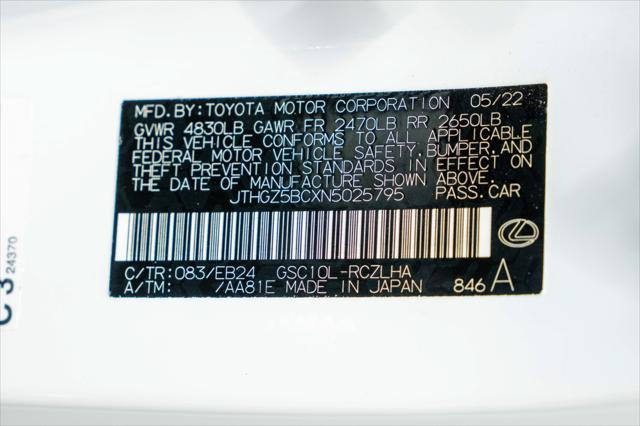 MFD.BY:TOYOTA MOTOR CORPORATION 05/22
GVWR 4830LB GAWR FR 2470LB RR 2650LB
THIS VEHICLE CONFORMS TO ALL APPLICABLE
FEDERAL MOTOR VEHICLE SAFETY,BUMPER,AND
THEFT PREVENTION STANDARDS IN EFFECT ON
THE DATE OF MANUFACTURE SHOWN ABOVE.
JTHGZ5BCXN5025795 PASS.CAR
C/TR:083/EB24 GSC10L-RCZLHA
A/TM: /AA81E MADE IN JAPAN 846 A
C3 24370